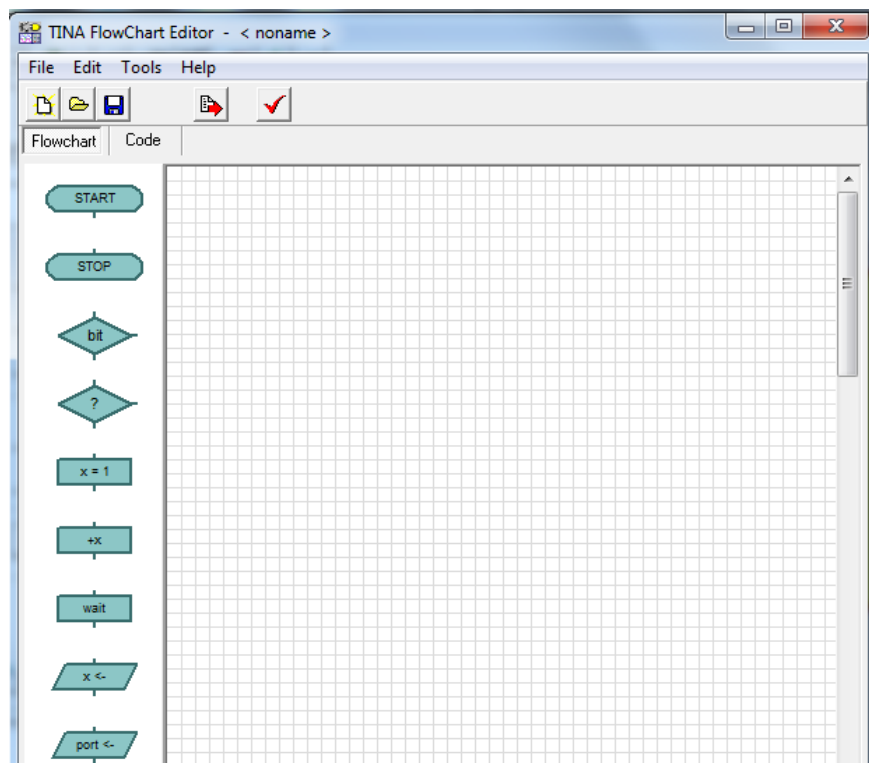 TINA FlowChart Editor - < noname >
File Edit Tools Help
Flowchart Code
START
STOP
bit
?
x = 1
+x
wait
x <-
port <-